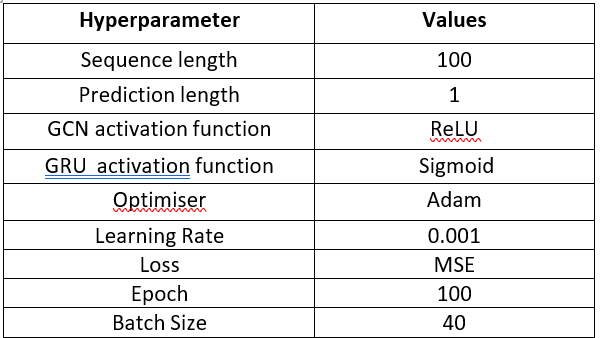 Hyperparameter Values
Sequence length 100
Prediction length 1
GCN activation function ReLU
GRU  activation function Sigmoid
Optimiser Adam
Learning Rate 0.001
Loss MSE
Epoch 100
Batch Size 40